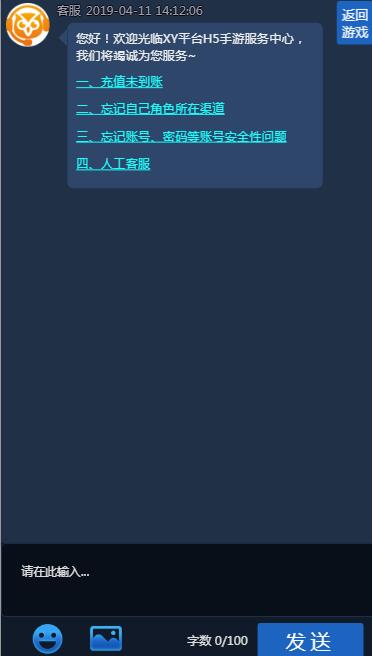 客服 2019-04-11 14:12:06
返回
游戏
您好！欢迎光临XY平台H5手游服务中心，
我们将竭诚为您服务~
一、充值未到账
二、忘记自己角色所在渠道
三、忘记账号、密码等账号安全性问题
四、人工客服
请在此输入...
字数 0/100
发送